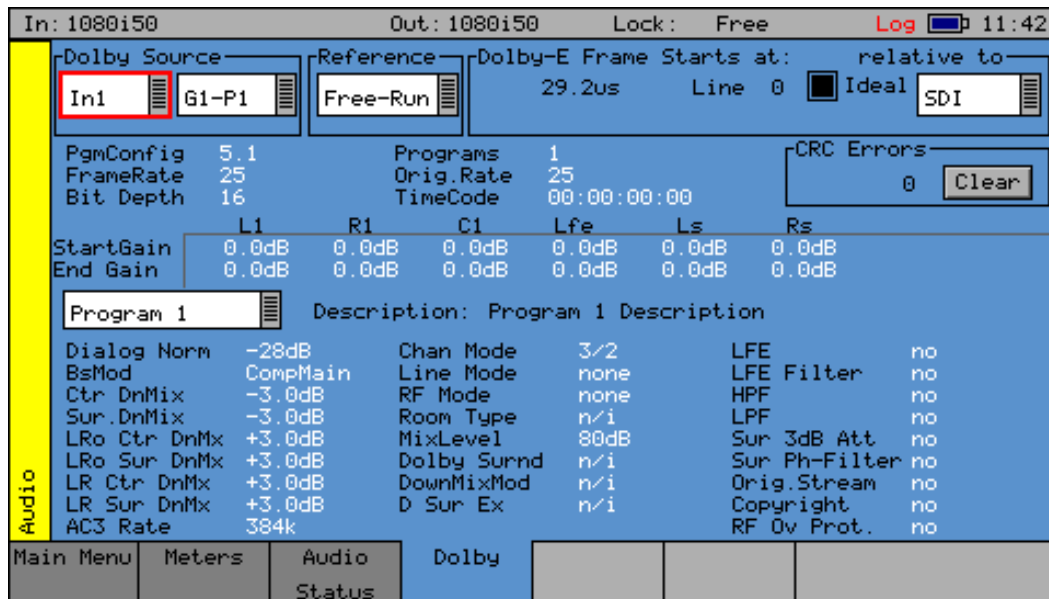 In: 1080i50 Out: 1080i50 Lock: Free Log 11:42
Dolby Source Reference Dolby-E Frame Starts at: relative to
In1 G1-P1 Free-Run 29.2us Line 0 Ideal SDI
PgmConfig 5.1 Programs 1 CRC Errors
FrameRate 25 Orig.Rate 25 0 Clear
Bit Depth 16 TimeCode 00:00:00:00
L1 R1 C1 Lfe Ls Rs
StartGain 0.0dB 0.0dB 0.0dB 0.0dB 0.0dB 0.0dB
End Gain 0.0dB 0.0dB 0.0dB 0.0dB 0.0dB 0.0dB
Program 1 Description: Program 1 Description
Dialog Norm -28dB Chan Mode 3/2 LFE no
BsMod CompMain Line Mode none LFE Filter no
Ctr DnMix -3.0dB RF Mode none HPF no
Sur.DnMix -3.0dB Room Type n/i LPF no
LRo Ctr DnMx +3.0dB MixLevel 80dB Sur 3dB Att no
LRo Sur DnMx +3.0dB Dolby Surnd n/i Sur Ph-Filter no
LR Ctr DnMx +3.0dB DownMixMod n/i Orig.Stream no
LR Sur DnMx +3.0dB D Sur Ex n/i Copyright no
AC3 Rate 384k RF Ov Prot. no
Audio
Main Menu Meters Audio Status Dolby